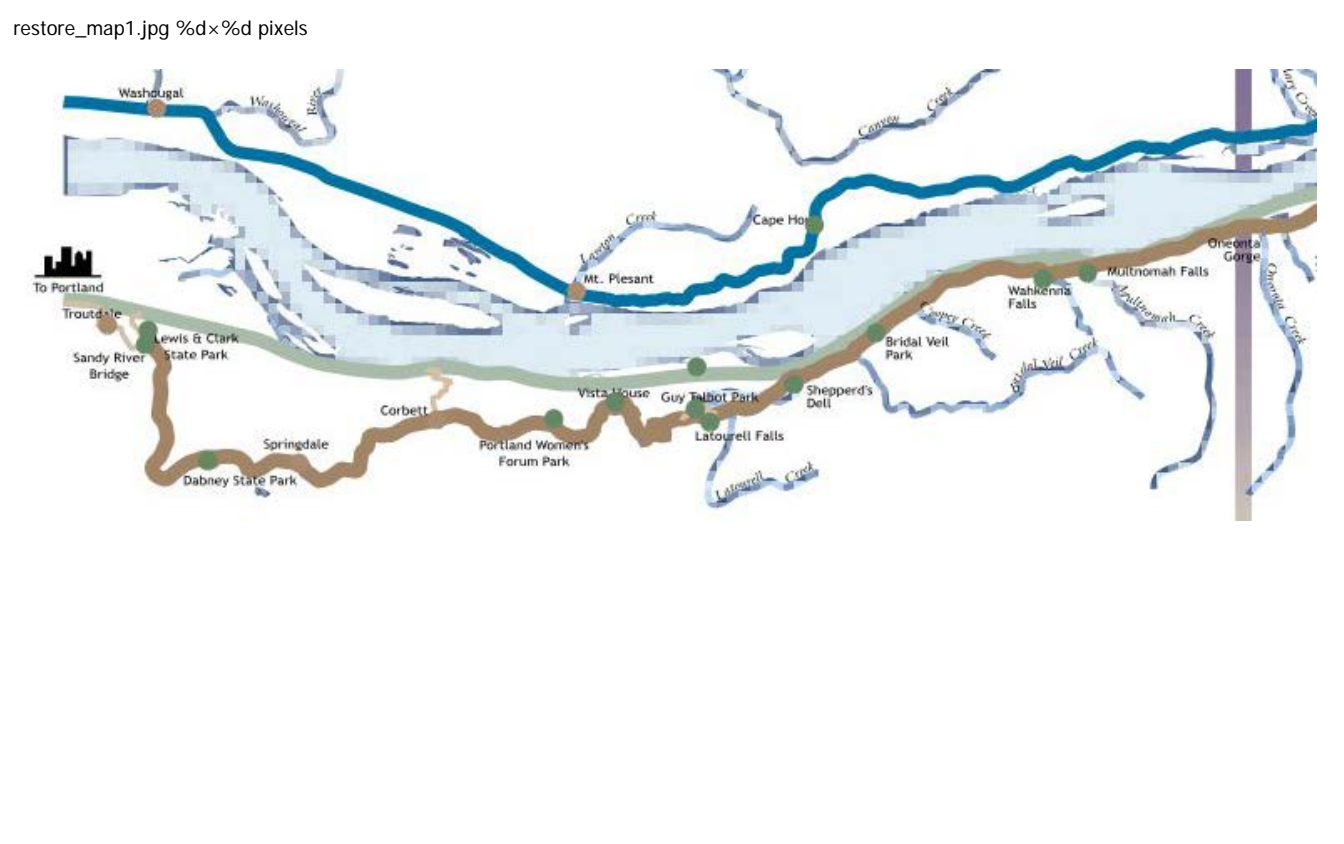 restore_map1.jpg %d×%d pixels
Washougal
Washougal River
Canyon Creek
Lawton Creek
Cape Ho
Mt. Plesant
To Portland
Troutdale
Lewis & Clark
State Park
Sandy River
Bridge
Corbett
Springdale
Dabney State Park
Portland Women's
Forum Park
Vista House
Guy Talbot Park
Latourell Falls
Latourell Creek
Shepperd's
Dell
Bridal Veil
Park
Coopey Creek
Bridal Veil Creek
Wahkenna
Falls
Multnomah Falls
Multnomah Creek
Oneonta
Gorge
Oneonta Creek